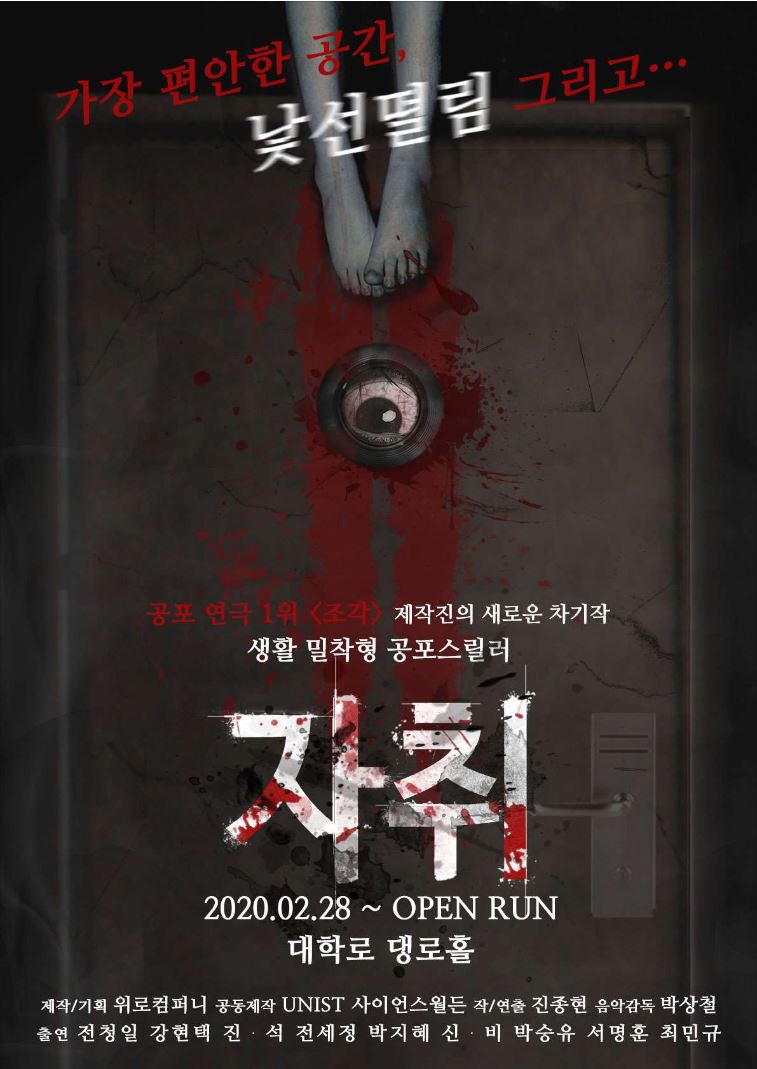 가장 편안한 공간,
낯선떨림 그리고...
공포 연극 1위 <조각> 제작진의 새로운 차기작
생활 밀착형 공포스릴러
자취
2020.02.28 ~ OPEN RUN
대학로 댕로홀
제작/기획 위로컴퍼니 공동제작 UNIST 사이언스월든 작/연출 진종현 음악감독 박상철
출연 전청일 강현택 진·석 전세정 박지혜 신·비 박승유 서명훈 최민규